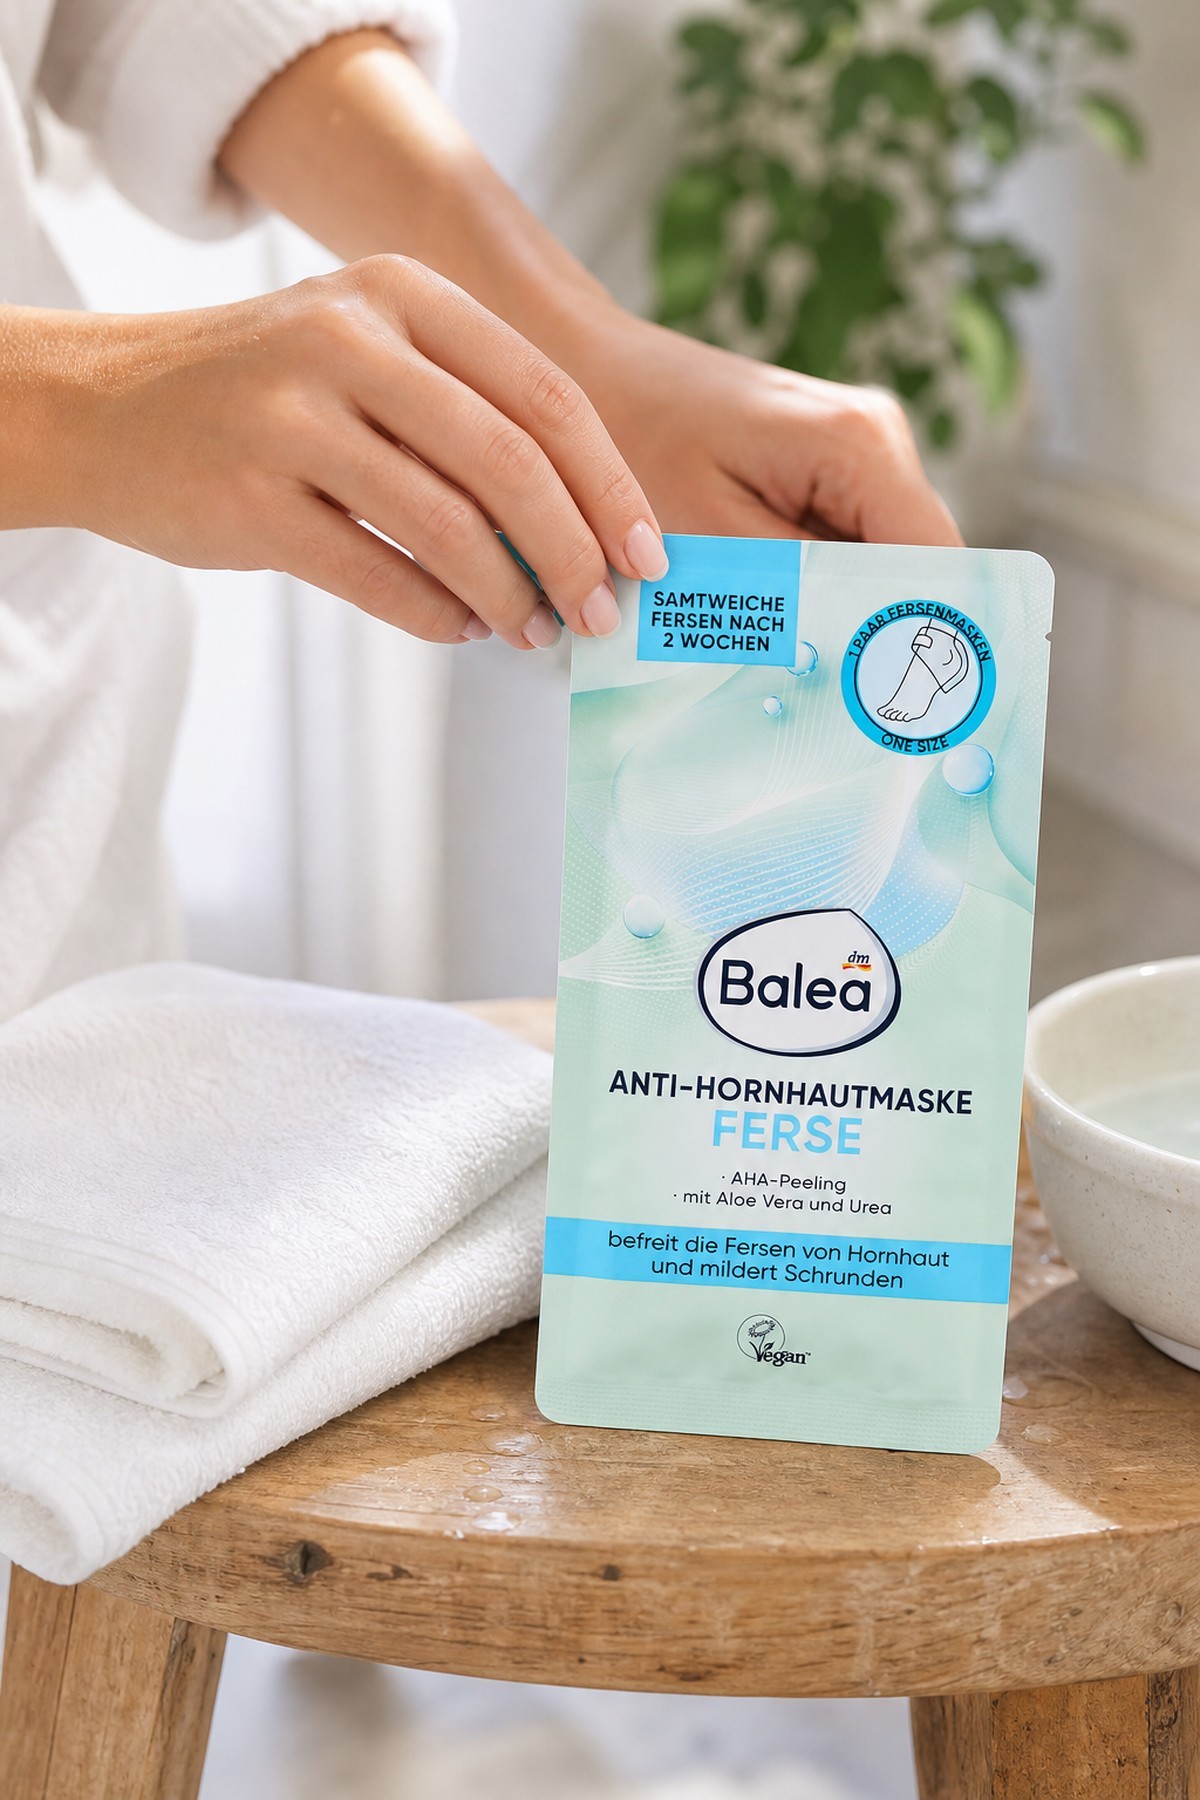 SAMTWEICHE
FERSEN NACH
2 WOCHEN
1 PAAR FERSENMASKEN
ONE SIZE
dm
Balea
ANTI-HORNHAUTMASKE
FERSE
· AHA-Peeling
· mit Aloe Vera und Urea
befreit die Fersen von Hornhaut
und mildert Schrunden
Vegan™